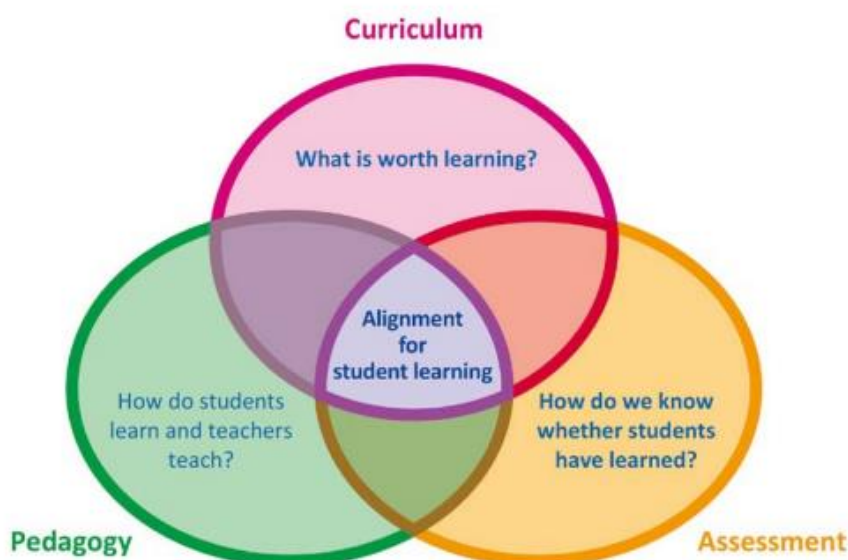 Curriculum
What is worth learning?
Alignment
for
student learning
How do students
learn and teachers
teach?
How do we know
whether students
have learned?
Pedagogy
Assessment